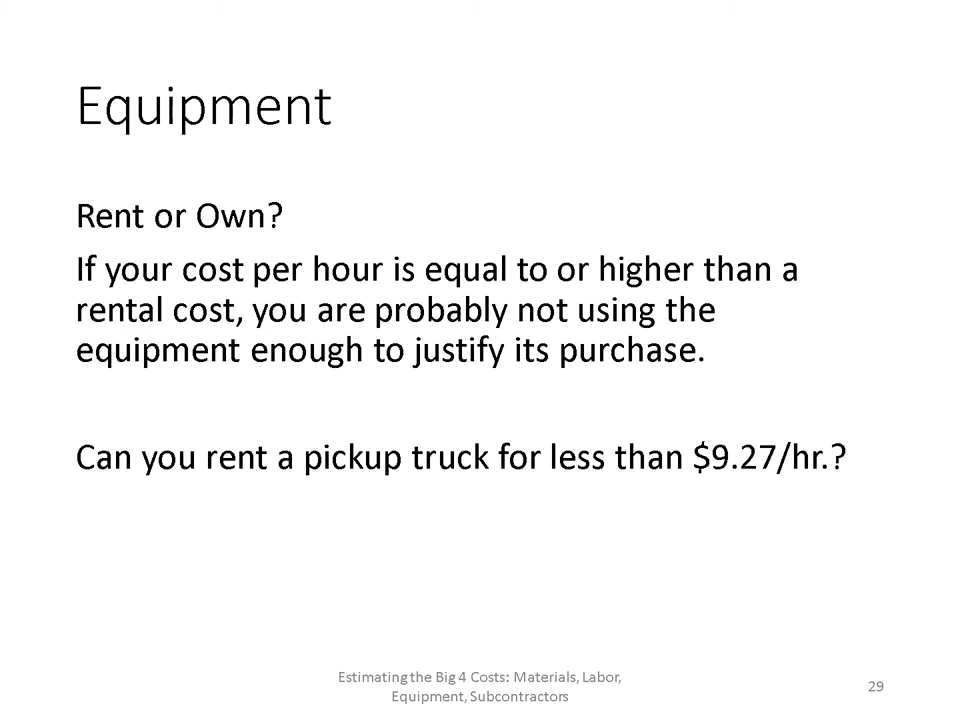 Equipment
Rent or Own?
If your cost per hour is equal to or higher than a
rental cost, you are probably not using the
equipment enough to justify its purchase.
Can you rent a pickup truck for less than $9.27/hr.?
Estimating the Big 4 Costs: Materials, Labor,
Equipment, Subcontractors
29